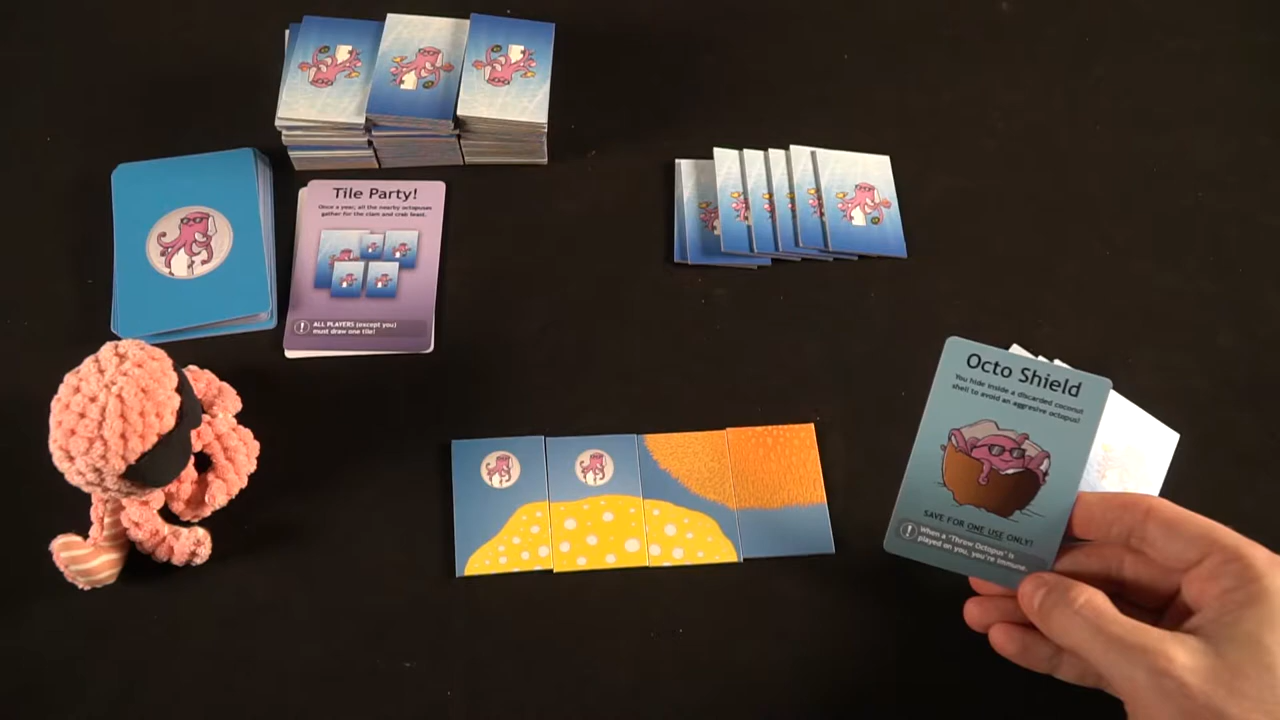 Tile Party!
Once a year, all the nearby octopuses
gather for the clam and crab feast.
! ALL PLAYERS (except you)
must draw one tile!
Octo Shield
You hide inside a discarded coconut
shell to avoid an aggresive octopus!
SAVE FOR ONE USE ONLY!
! When a "Threw Octopus" is
played on you, you're immune.